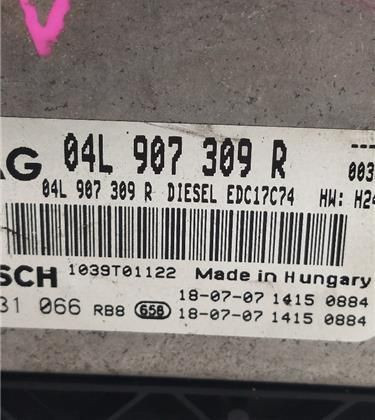 V
AG 04L 907 309 R 003
04L 907 309 R DIESEL EDC17C74 HW: H24
SCH 1039T01122 Made in Hungary
18-07-07 1415 0884
31 066 RB8 658 18-07-07 1415 0884